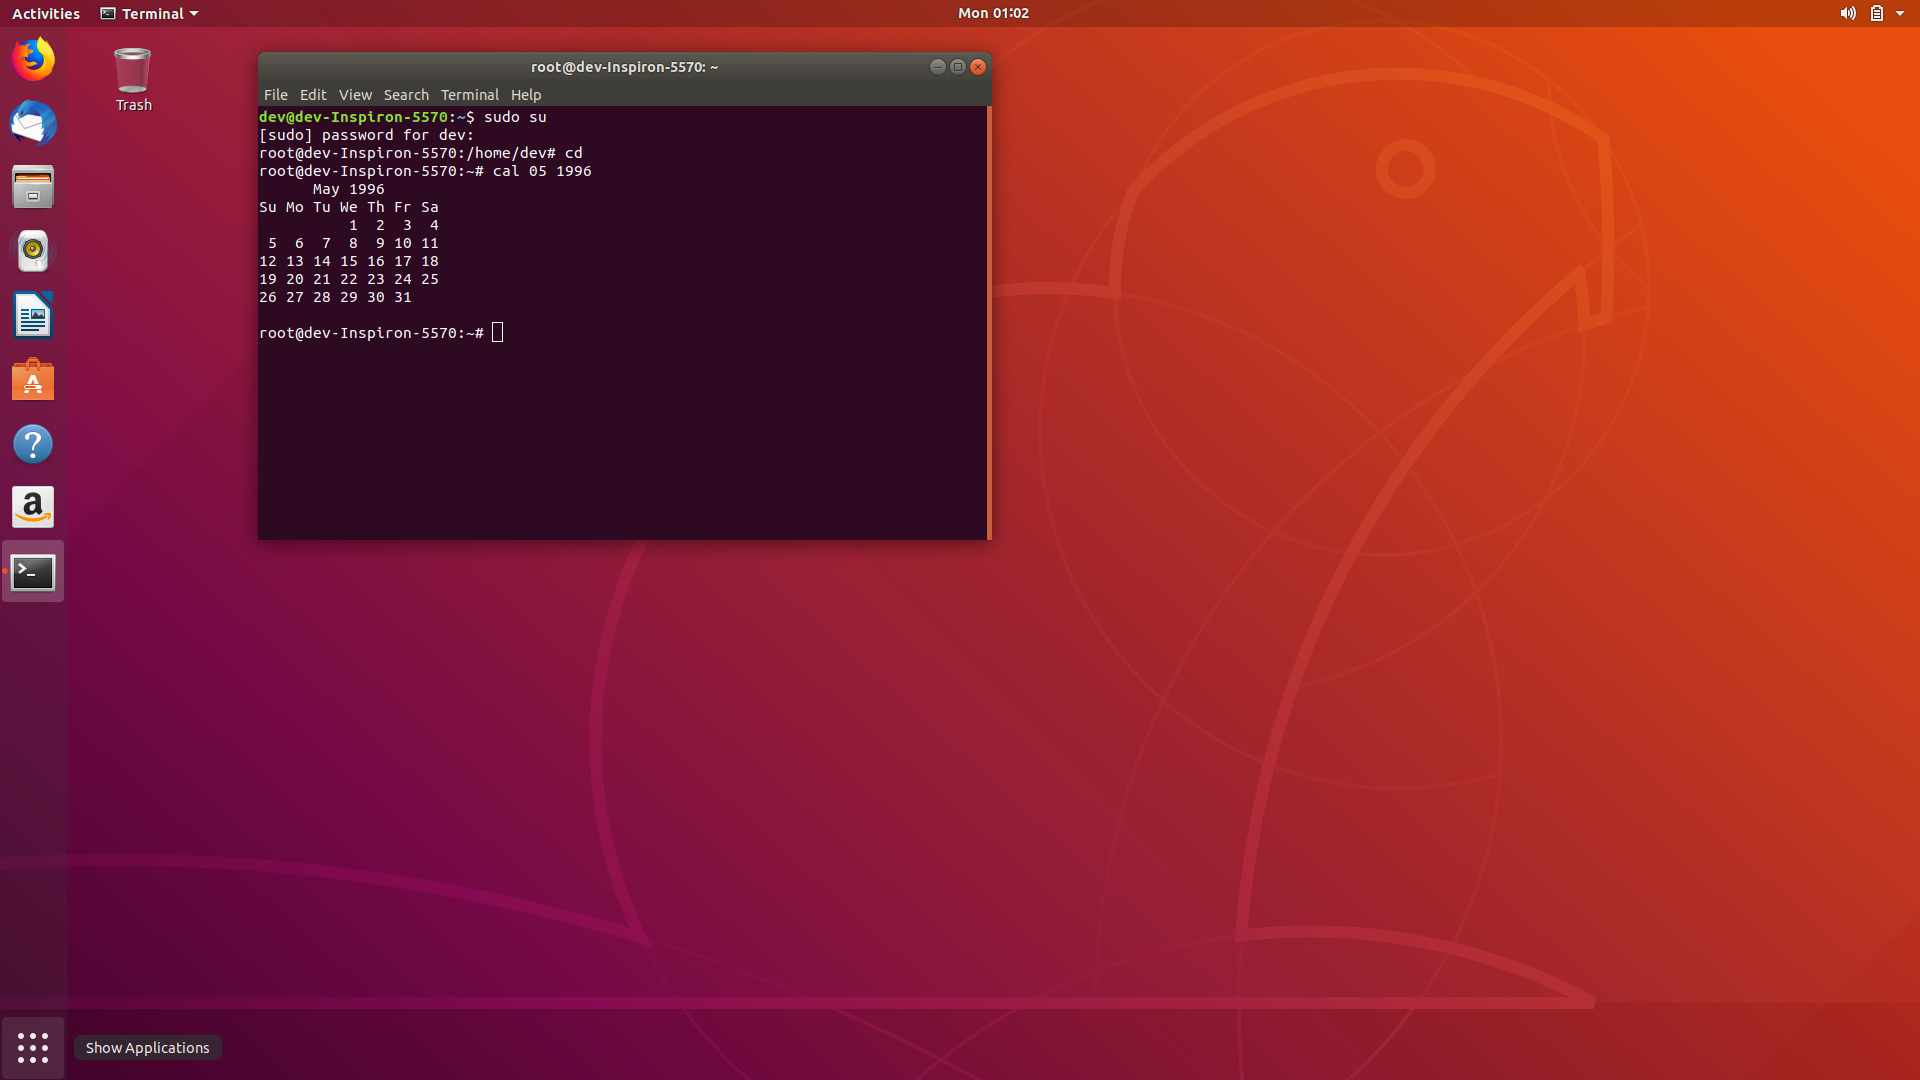 Activities Terminal Mon 01:02
Trash
root@dev-Inspiron-5570: ~
File Edit View Search Terminal Help
dev@dev-Inspiron-5570:~$ sudo su
[sudo] password for dev:
root@dev-Inspiron-5570:/home/dev# cd
root@dev-Inspiron-5570:~# cal 05 1996
      May 1996
Su Mo Tu We Th Fr Sa
          1  2  3  4
 5  6  7  8  9 10 11
12 13 14 15 16 17 18
19 20 21 22 23 24 25
26 27 28 29 30 31
root@dev-Inspiron-5570:~#
Show Applications